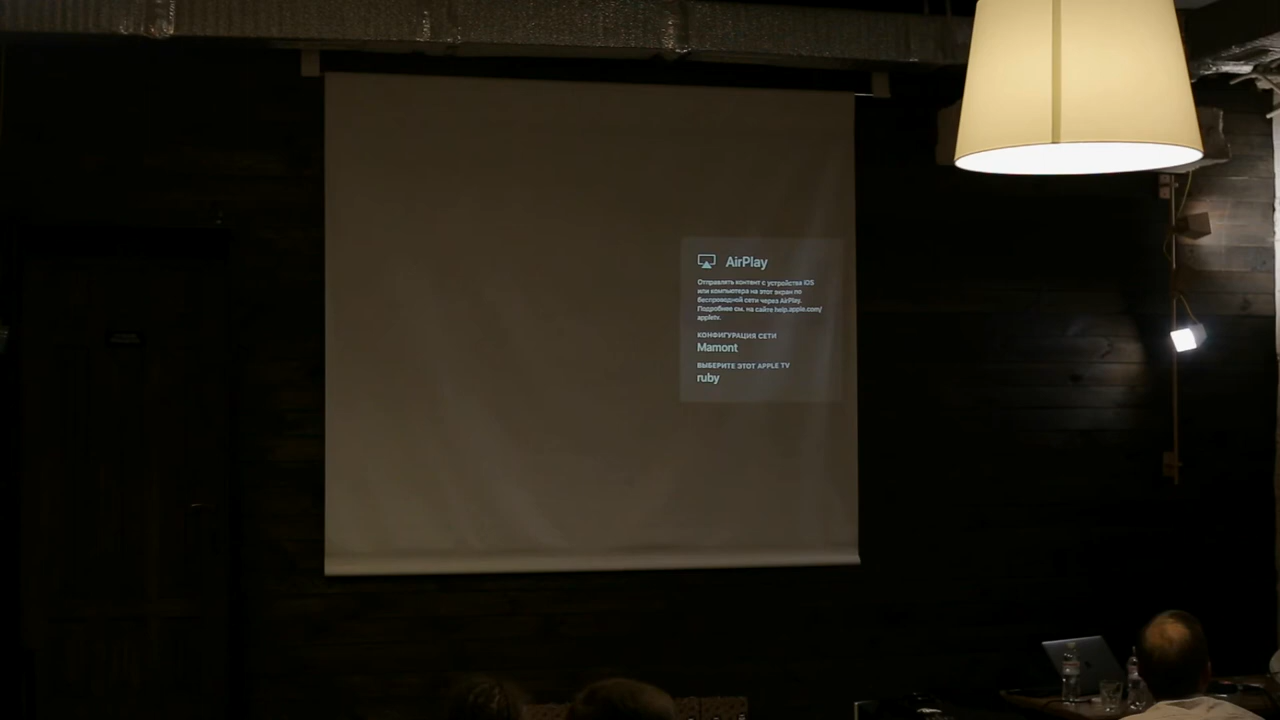 AirPlay
Отправлять контент с устройства iOS
или компьютера на этот экран по
беспроводной сети через AirPlay.
Подробнее см. на сайте help.apple.com/
appletv.
КОНФИГУРАЦИЯ СЕТИ
Mamont
ВЫБЕРИТЕ ЭТОТ APPLE TV
ruby